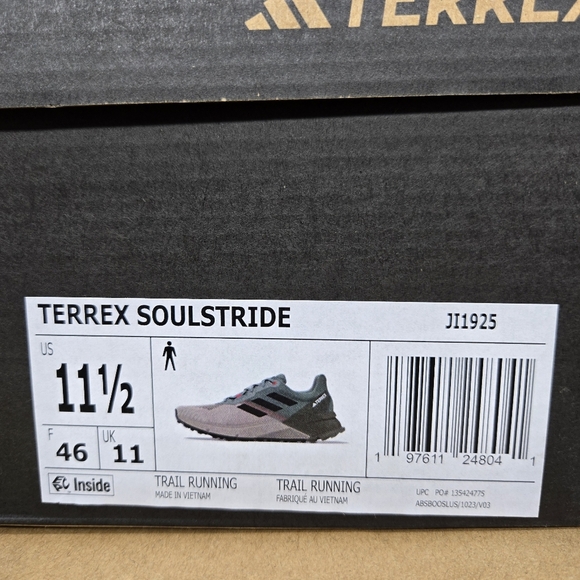 TERREX
TERREX SOULSTRIDE
JI1925
US
11½
F
46
UK
11
TERREX
1 97611 24804 1
Inside
TRAIL RUNNING
MADE IN VIETNAM
TRAIL RUNNING
FABRIQUÉ AU VIETNAM
UPC PO# 135424775
ABSBOOSLUS/1023/V03